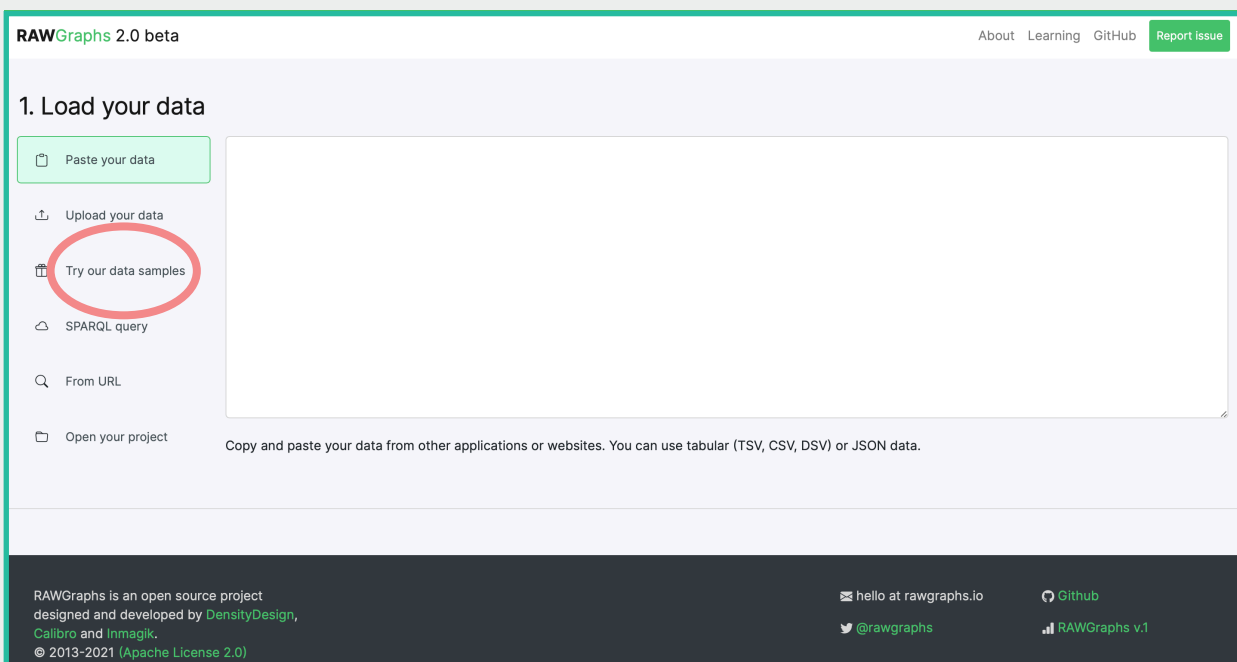 RAWGraphs 2.0 beta
About Learning GitHub Report issue
1. Load your data
Paste your data
Upload your data
Try our data samples
SPARQL query
From URL
Open your project
Copy and paste your data from other applications or websites. You can use tabular (TSV, CSV, DSV) or JSON data.
RAWGraphs is an open source project
designed and developed by DensityDesign,
Calibro and Inmagik.
© 2013-2021 (Apache License 2.0)
hello at rawgraphs.io
@rawgraphs
Github
RAWGraphs v.1